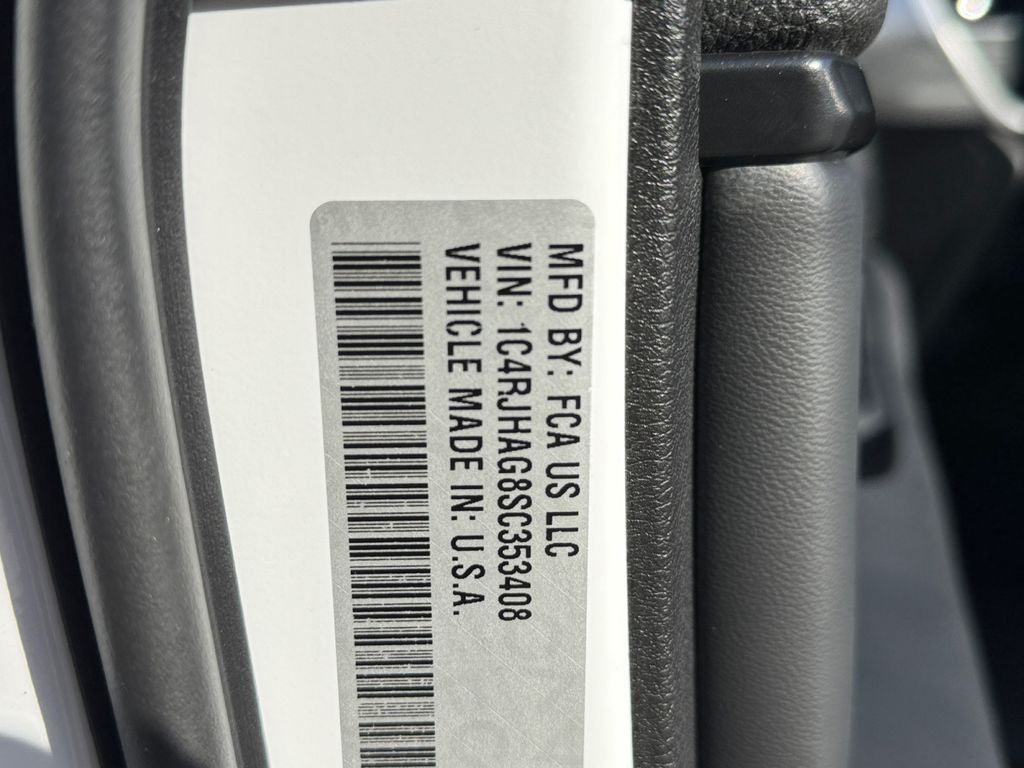 MFD BY: FCA US LLC
VIN: 1C4RJHAG8SC353408
VEHICLE MADE IN: U.S.A.